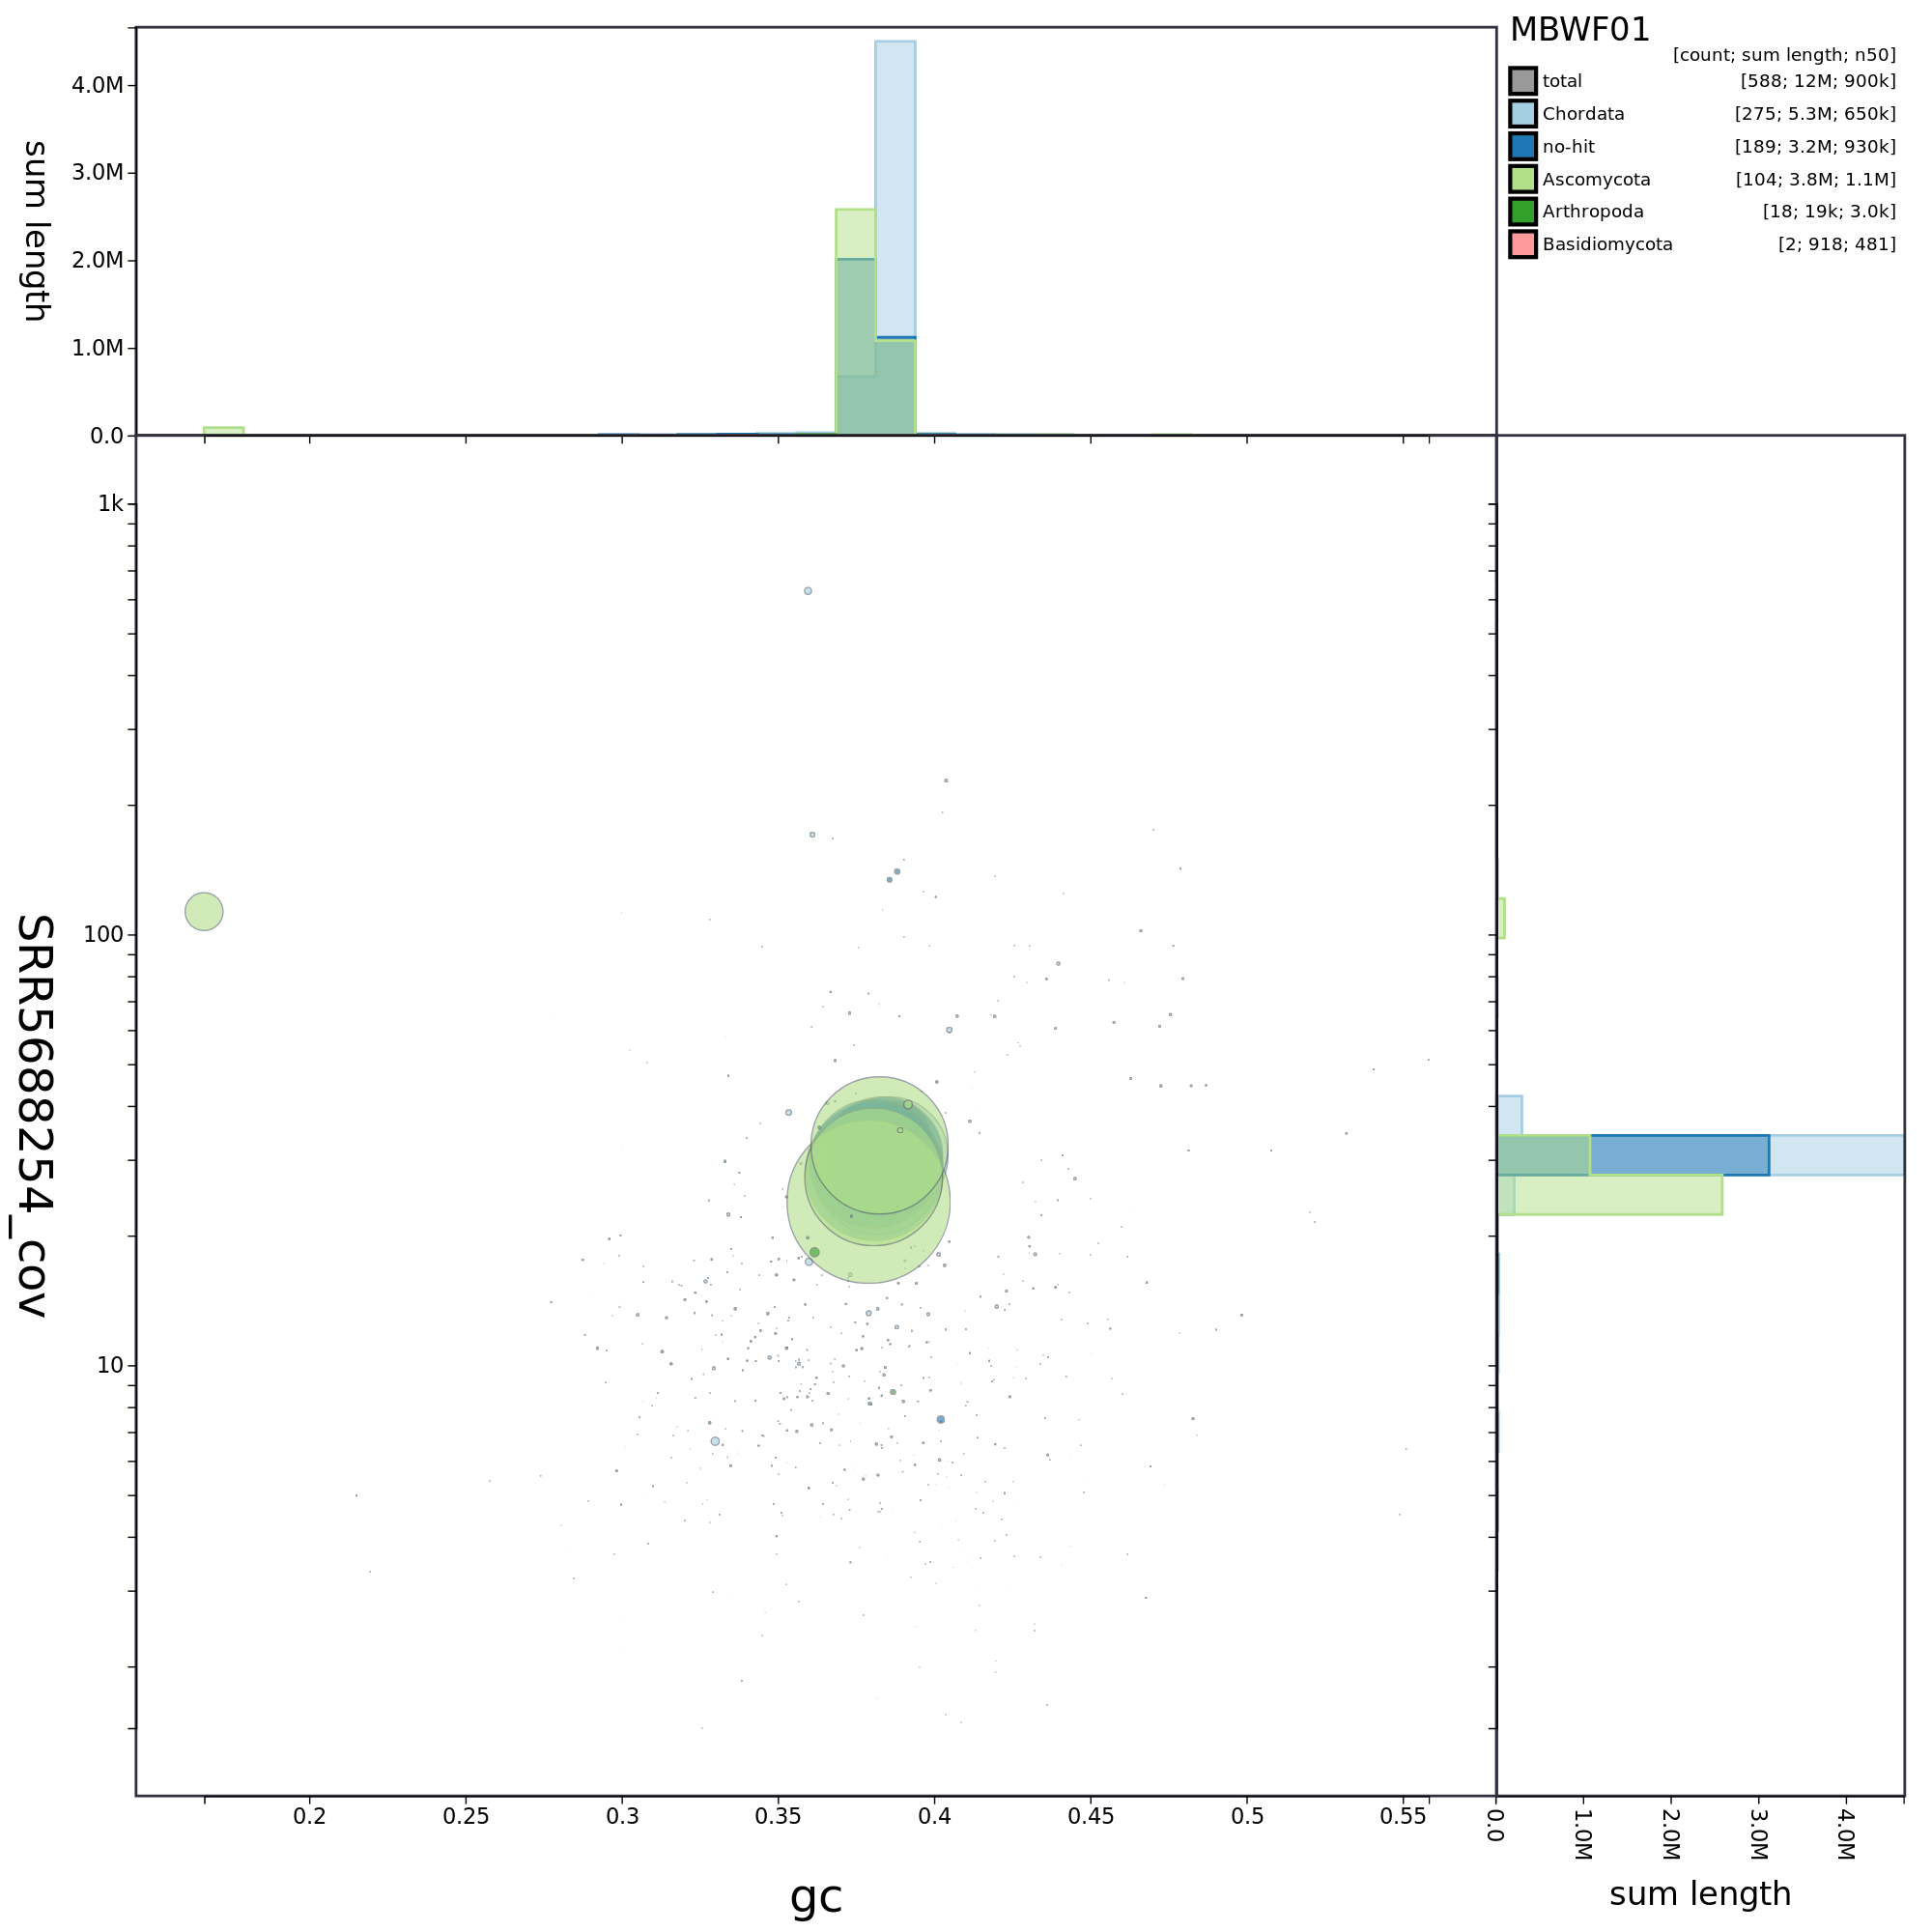 MBWF01
[count; sum length; n50]
total [588; 12M; 900k]
Chordata [275; 5.3M; 650k]
no-hit [189; 3.2M; 930k]
Ascomycota [104; 3.8M; 1.1M]
Arthropoda [18; 19k; 3.0k]
Basidiomycota [2; 918; 481]
sum length
4.0M
3.0M
2.0M
1.0M
0.0
SRR5688254_cov
1k
100
10
0.2 0.25 0.3 0.35 0.4 0.45 0.5 0.55
gc
0.0 1.0M 2.0M 3.0M 4.0M
sum length